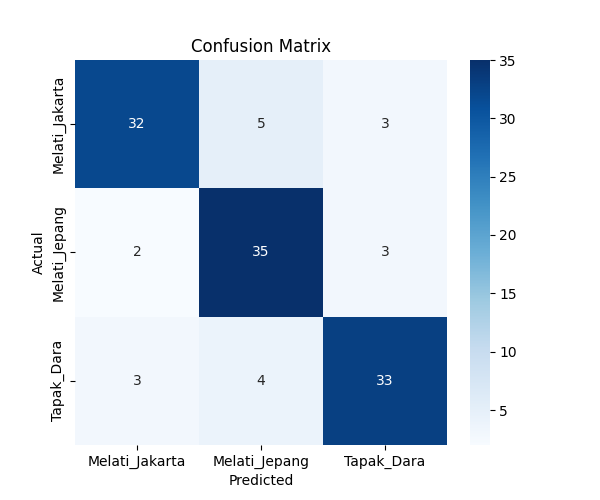 Confusion Matrix
Melati_Jakarta
32 5 3
Actual
Melati_Jepang
2 35 3
Tapak_Dara
3 4 33
Melati_Jakarta Melati_Jepang Tapak_Dara
Predicted
35
30
25
20
15
10
5